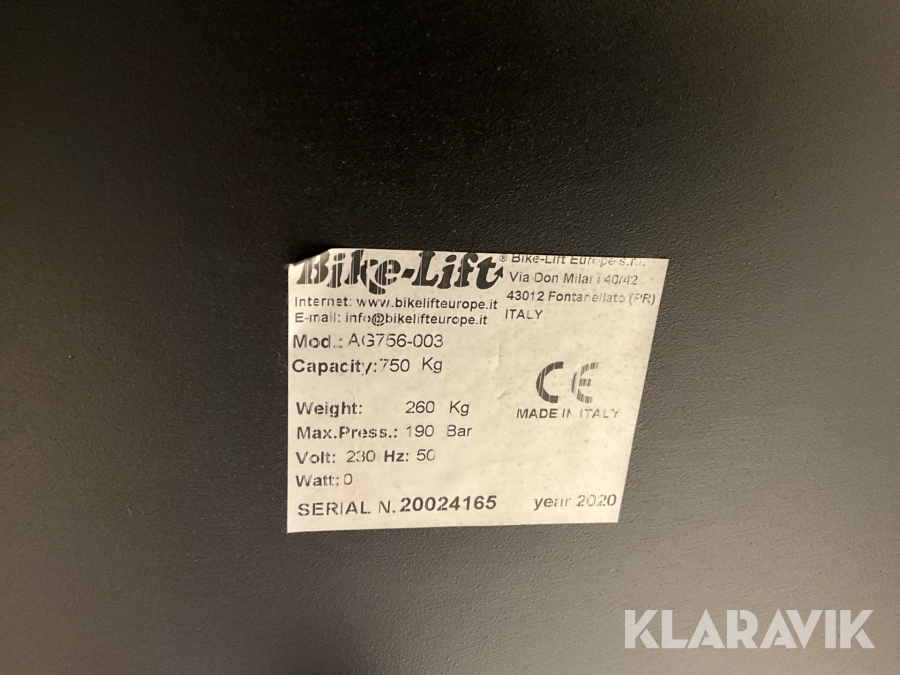 Bike-Lift® Bike-Lift Europe s.r.l.
Via Don Milani 40/42
Internet: www.bikelifteurope.it 43012 Fontanellato (PR)
E-mail: info@bikelifteurope.it ITALY
Mod.: AG756-003
Capacity: 750 Kg
CE
Weight: 260 Kg MADE IN ITALY
Max.Press.: 190 Bar
Volt: 230 Hz: 50
Watt: 0
SERIAL N. 20024165 year 2020
KLARAVIK